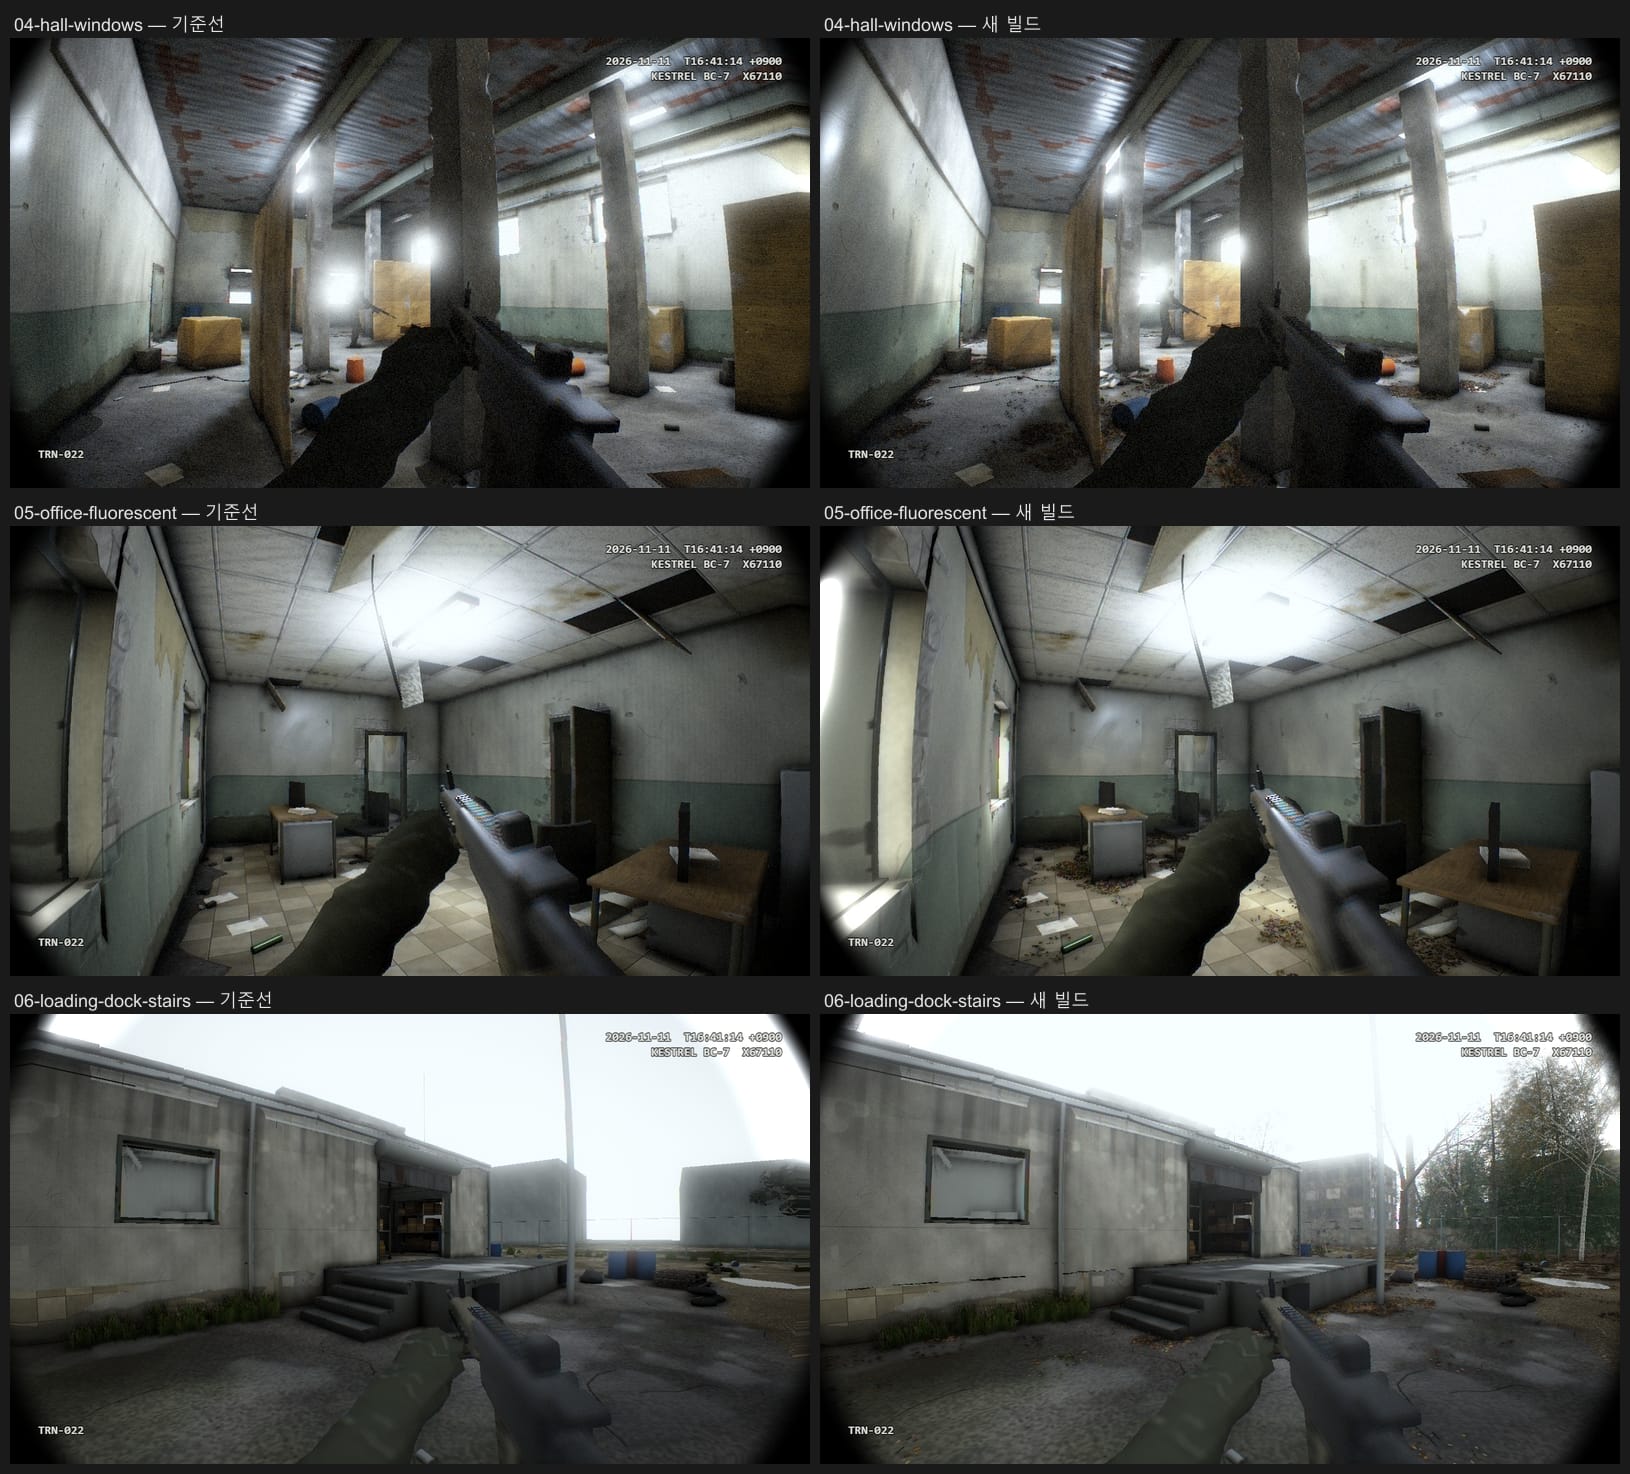 04-hall-windows — 기준선
04-hall-windows — 새 빌드
2026-11-11 T16:41:14 +0900
KESTREL BC-7 X67110
TRN-022
2026-11-11 T16:41:14 +0900
KESTREL BC-7 X67110
TRN-022
05-office-fluorescent — 기준선
05-office-fluorescent — 새 빌드
2026-11-11 T16:41:14 +0900
KESTREL BC-7 X67110
TRN-022
2026-11-11 T16:41:14 +0900
KESTREL BC-7 X67110
TRN-022
06-loading-dock-stairs — 기준선
06-loading-dock-stairs — 새 빌드
2026-11-11 T16:41:14 +0900
KESTREL BC-7 X67110
TRN-022
2026-11-11 T16:41:14 +0900
KESTREL BC-7 X67110
TRN-022